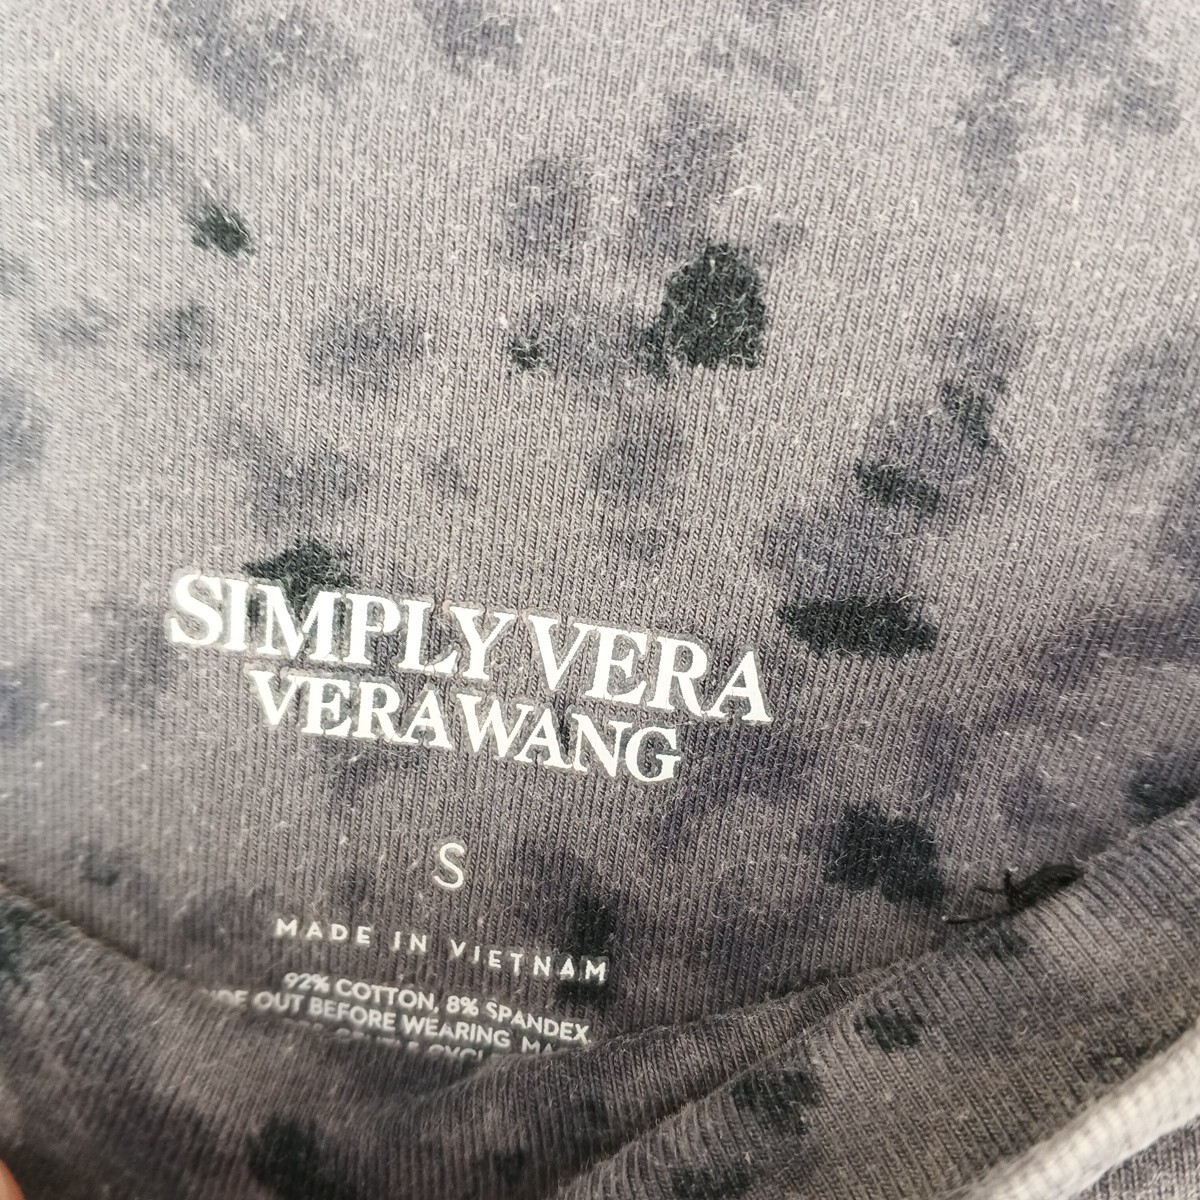 SIMPLY VERA
VERA WANG
S
MADE IN VIETNAM
92% COTTON, 8% SPANDEX
OUT BEFORE WEARING